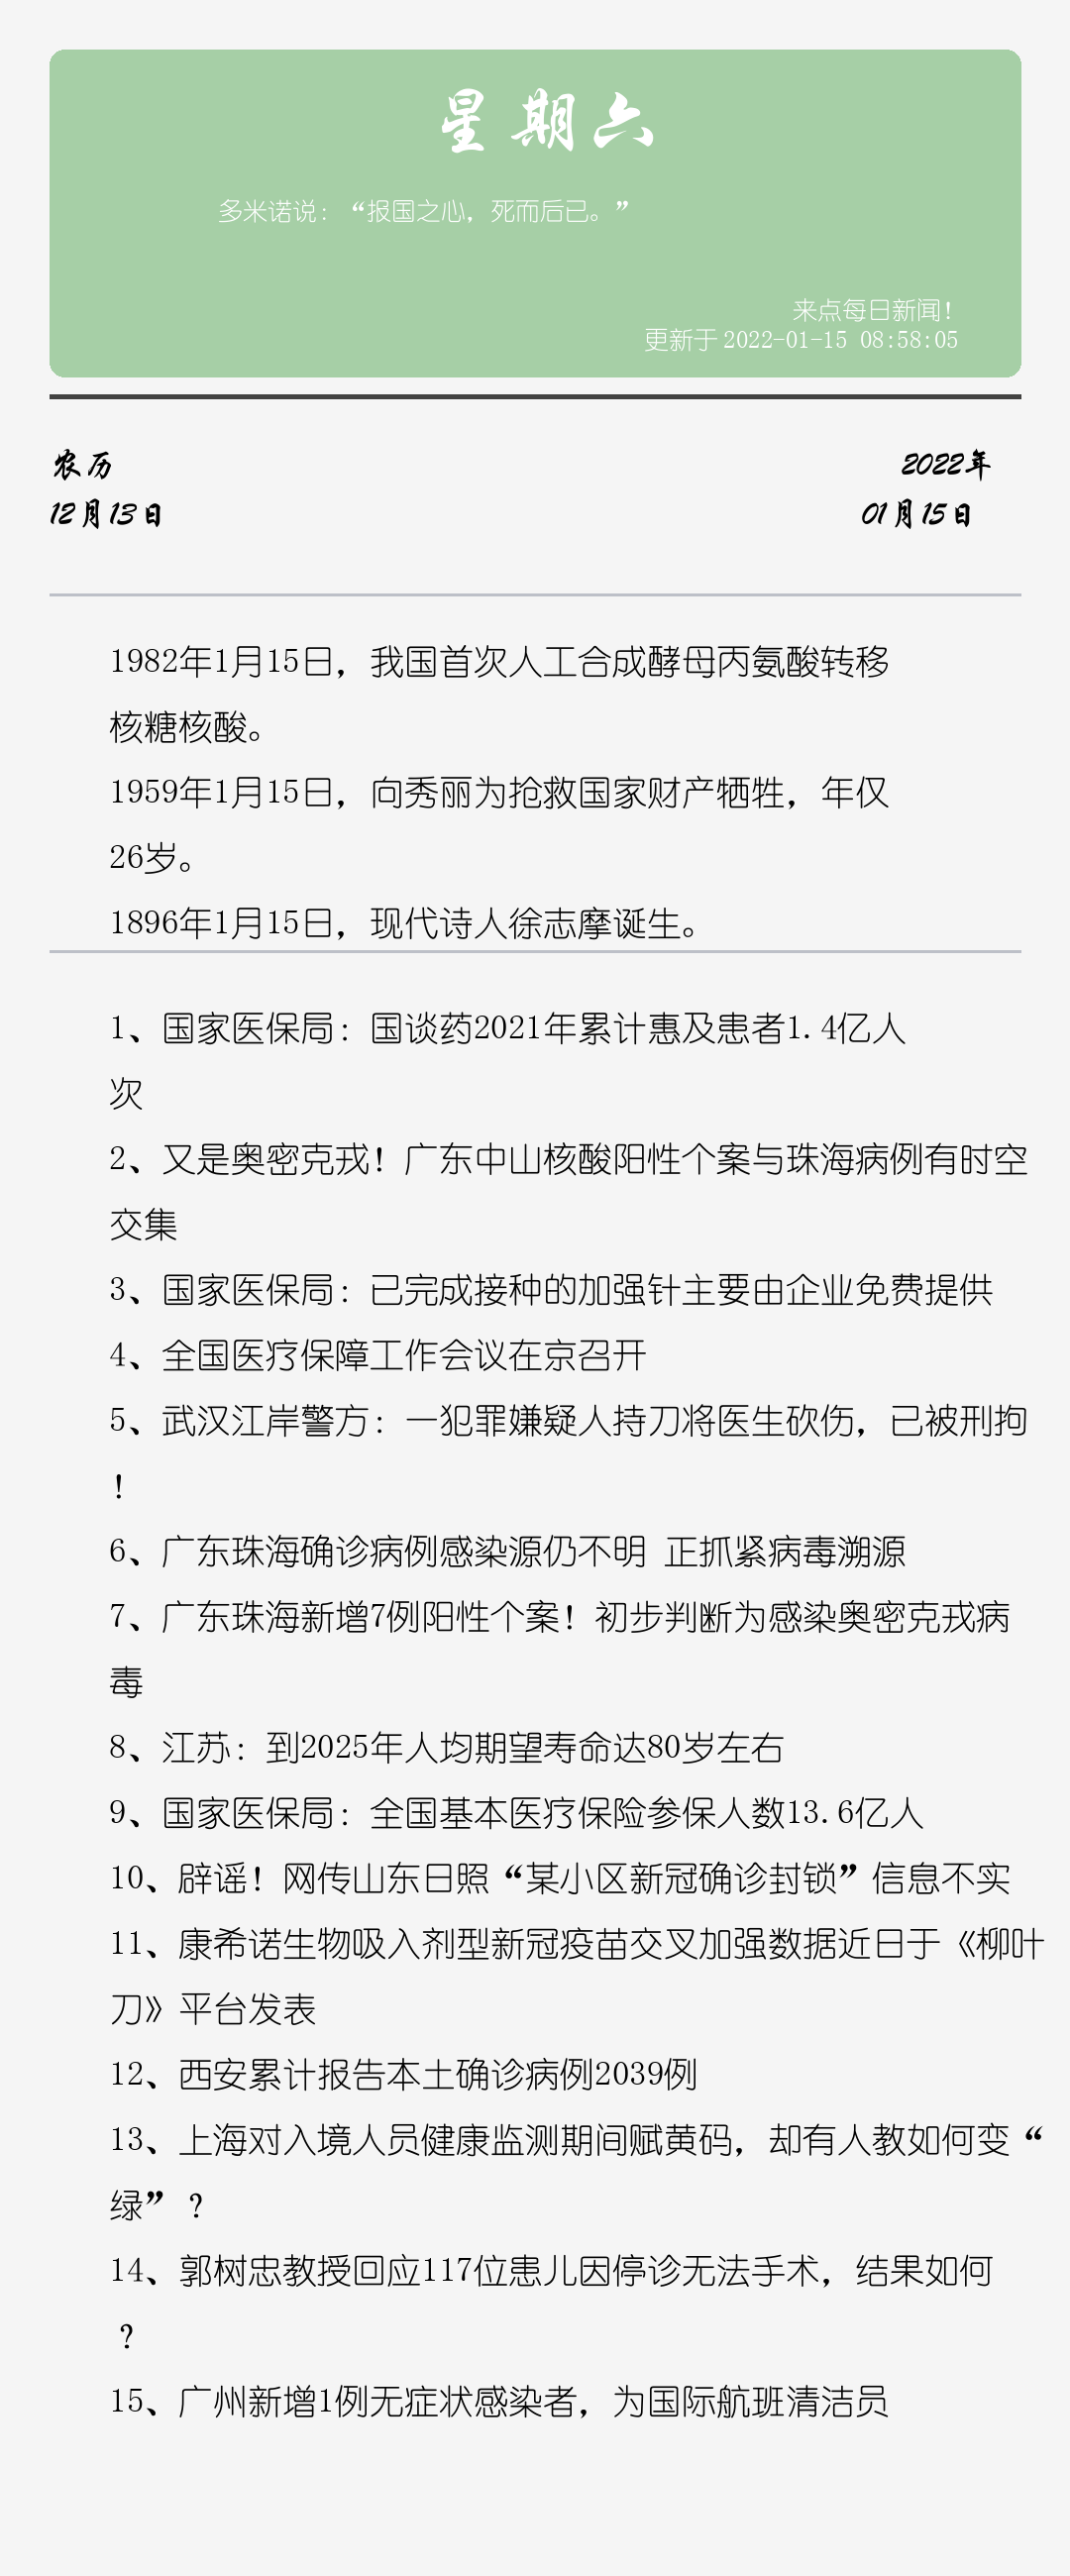 星期六
多米诺说：“报国之心，死而后已。”
来点每日新闻！
更新于 2022-01-15 08:58:05
农历
2022年
12月13日
01月15日
1982年1月15日，我国首次人工合成酵母丙氨酸转移
核糖核酸。
1959年1月15日，向秀丽为抢救国家财产牺牲，年仅
26岁。
1896年1月15日，现代诗人徐志摩诞生。
1、国家医保局：国谈药2021年累计惠及患者1.4亿人
次
2、又是奥密克戎！广东中山核酸阳性个案与珠海病例有时空
交集
3、国家医保局：已完成接种的加强针主要由企业免费提供
4、全国医疗保障工作会议在京召开
5、武汉江岸警方：一犯罪嫌疑人持刀将医生砍伤，已被刑拘
！
6、广东珠海确诊病例感染源仍不明 正抓紧病毒溯源
7、广东珠海新增7例阳性个案！初步判断为感染奥密克戎病
毒
8、江苏：到2025年人均期望寿命达80岁左右
9、国家医保局：全国基本医疗保险参保人数13.6亿人
10、辟谣！网传山东日照“某小区新冠确诊封锁”信息不实
11、康希诺生物吸入剂型新冠疫苗交叉加强数据近日于《柳叶
刀》平台发表
12、西安累计报告本土确诊病例2039例
13、上海对入境人员健康监测期间赋黄码，却有人教如何变“
绿”？
14、郭树忠教授回应117位患儿因停诊无法手术，结果如何
？
15、广州新增1例无症状感染者，为国际航班清洁员